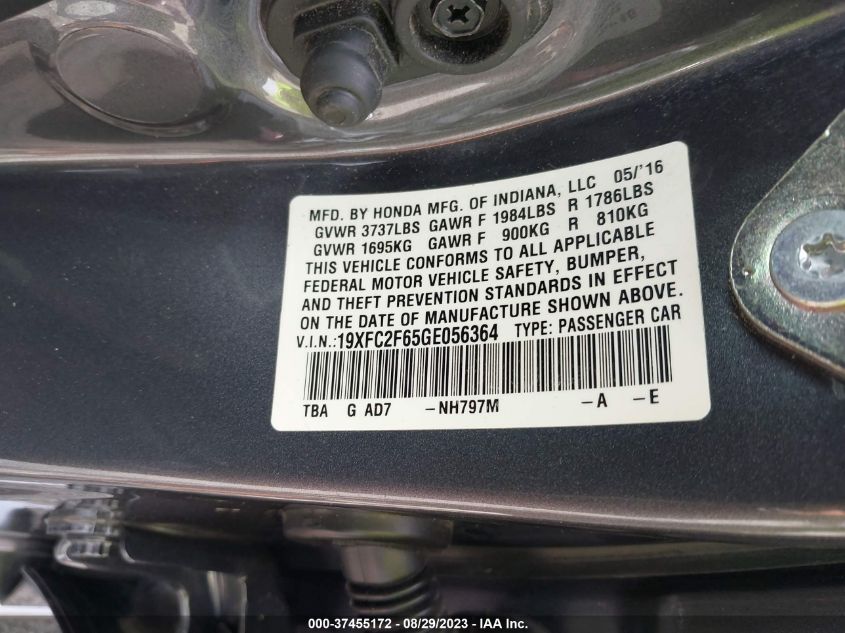 MFD. BY HONDA MFG. OF INDIANA, LLC 05/'16
GVWR 3737LBS GAWR F 1984LBS R 1786LBS
GVWR 1695KG GAWR F 900KG R 810KG
THIS VEHICLE CONFORMS TO ALL APPLICABLE
FEDERAL MOTOR VEHICLE SAFETY, BUMPER,
AND THEFT PREVENTION STANDARDS IN EFFECT
ON THE DATE OF MANUFACTURE SHOWN ABOVE.
V.I.N.:19XFC2F65GE056364 TYPE: PASSENGER CAR
TBA G AD7 -NH797M -A -E
000-37455172 - 08/29/2023 - IAA Inc.